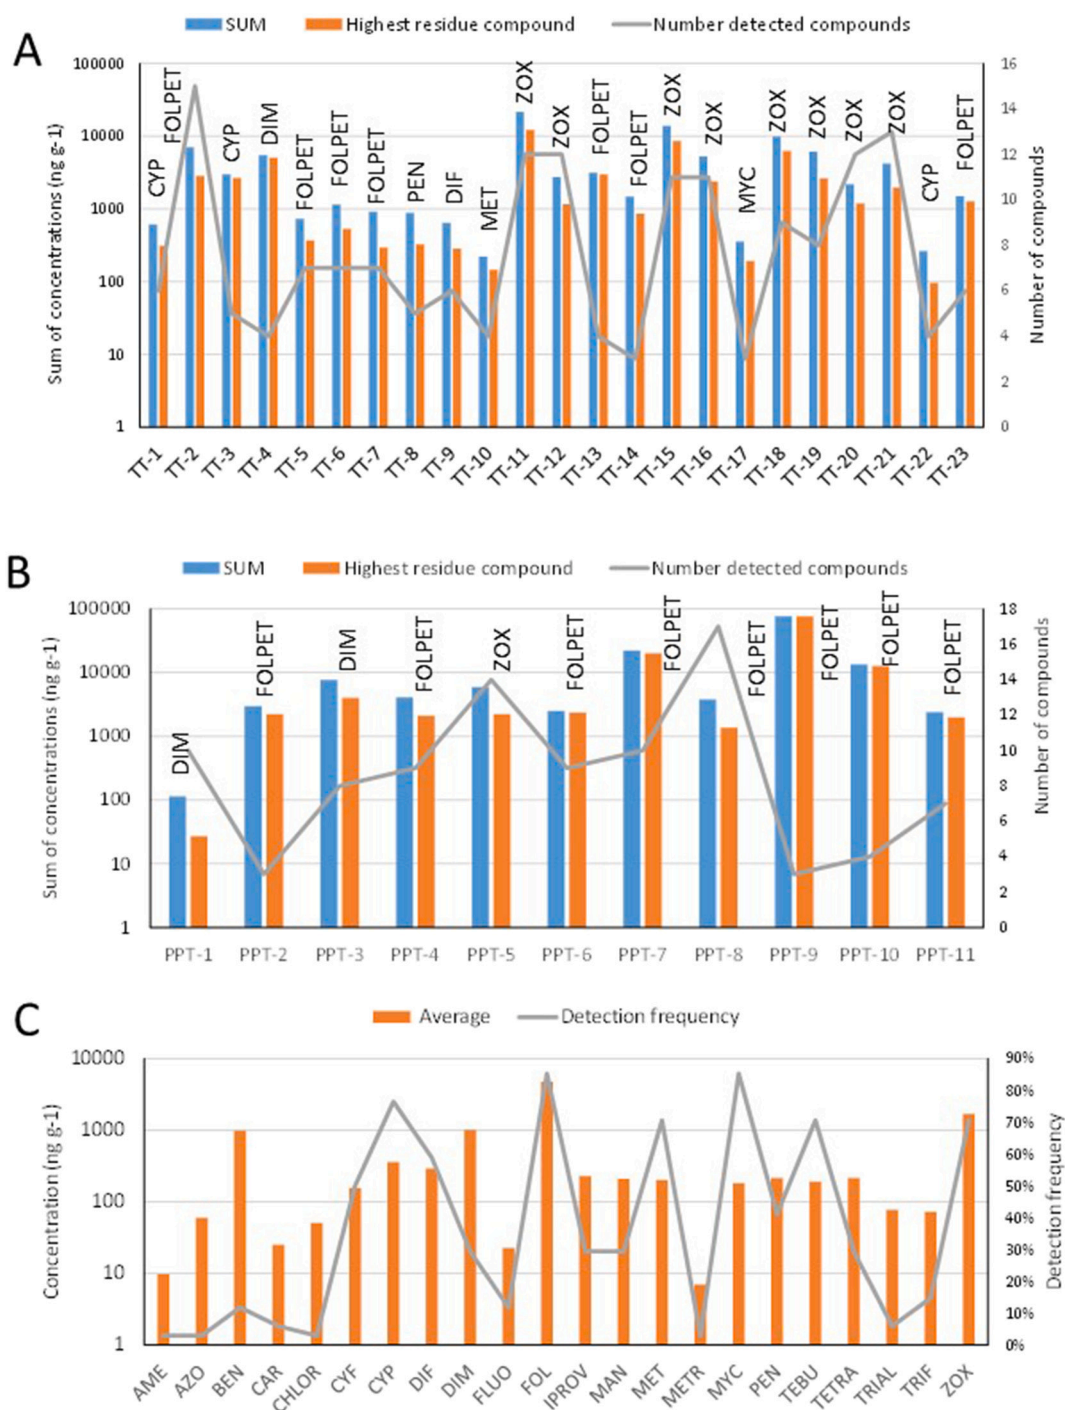 A
SUM Highest residue compound Number detected compounds
Sum of concentrations (ng g-1)
100000
10000
1000
100
10
1
CYP FOLPET CYP DIM FOLPET FOLPET FOLPET PEN DIF MET ZOX ZOX FOLPET FOLPET ZOX ZOX MYC ZOX ZOX ZOX ZOX CYP FOLPET
16
14
12
10
8
6
4
2
0
Number of compounds
TT-1 TT-2 TT-3 TT-4 TT-5 TT-6 TT-7 TT-8 TT-9 TT-10 TT-11 TT-12 TT-13 TT-14 TT-15 TT-16 TT-17 TT-18 TT-19 TT-20 TT-21 TT-22 TT-23
B
SUM Highest residue compound Number detected compounds
Sum of concentrations (ng g-1)
100000
10000
1000
100
10
1
DIM FOLPET DIM FOLPET ZOX FOLPET FOLPET FOLPET FOLPET FOLPET FOLPET
18
16
14
12
10
8
6
4
2
0
Number of compounds
PPT-1 PPT-2 PPT-3 PPT-4 PPT-5 PPT-6 PPT-7 PPT-8 PPT-9 PPT-10 PPT-11
C
Average Detection frequency
Concentration (ng g-1)
10000
1000
100
10
1
90%
80%
70%
60%
50%
40%
30%
20%
10%
0%
Detection frequency
AME AZO BEN CAR CHLOR CYF CYP DIF DIM FLUO FOL IPROV MAN MET METR MYC PEN TEBU TETRA TRIAL TRIF ZOX